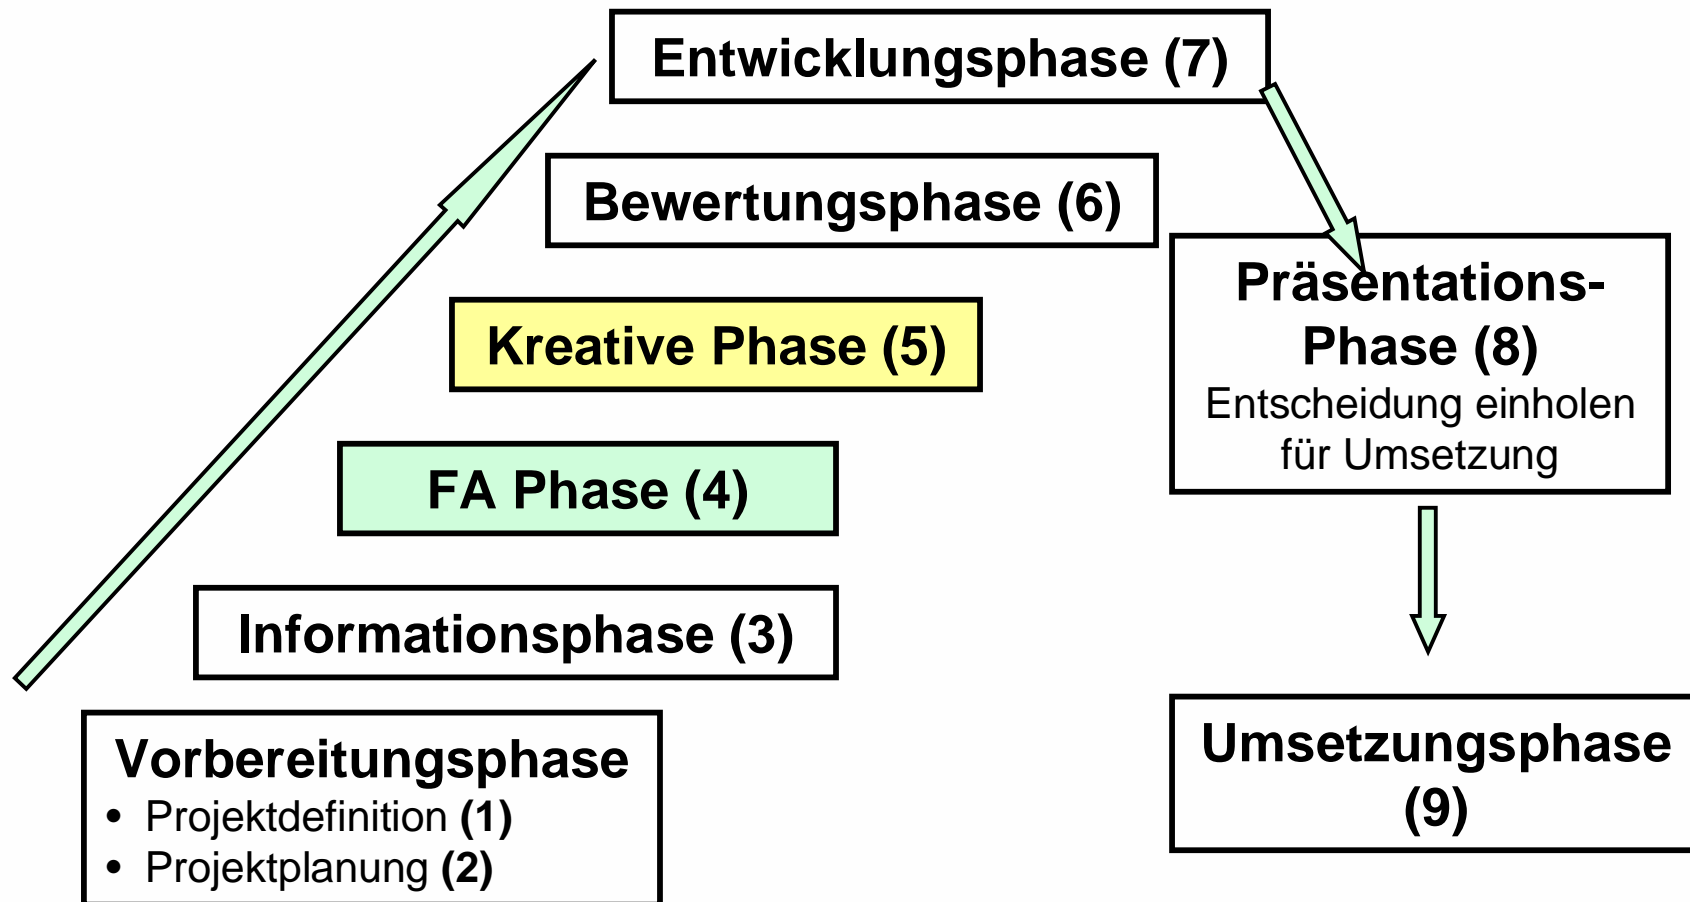 Entwicklungsphase (7)
Bewertungsphase (6)
Kreative Phase (5)
FA Phase (4)
Informationsphase (3)
Vorbereitungsphase
• Projektdefinition (1)
• Projektplanung (2)
Präsentations-
Phase (8)
Entscheidung einholen
für Umsetzung
Umsetzungsphase
(9)